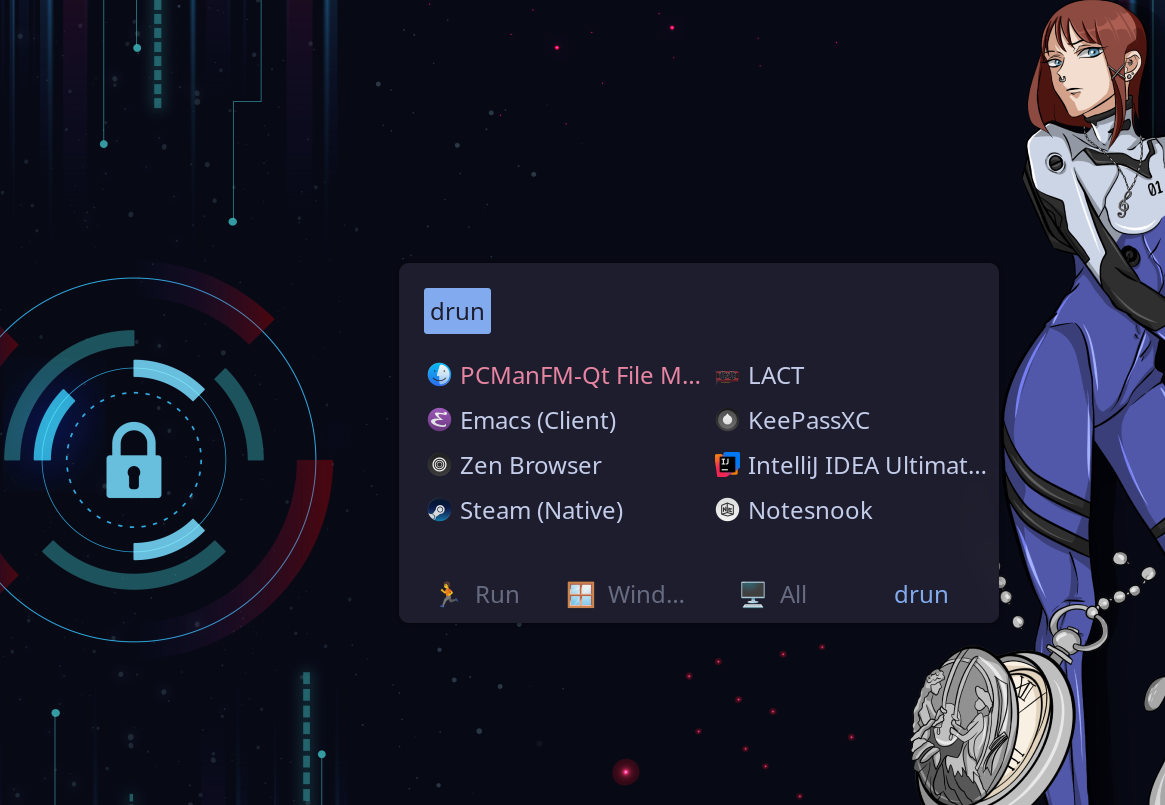 01
drun
PCManFM-Qt File M... LACT
Emacs (Client) KeePassXC
Zen Browser IntelliJ IDEA Ultimat...
Steam (Native) Notesnook
Run Wind... All drun